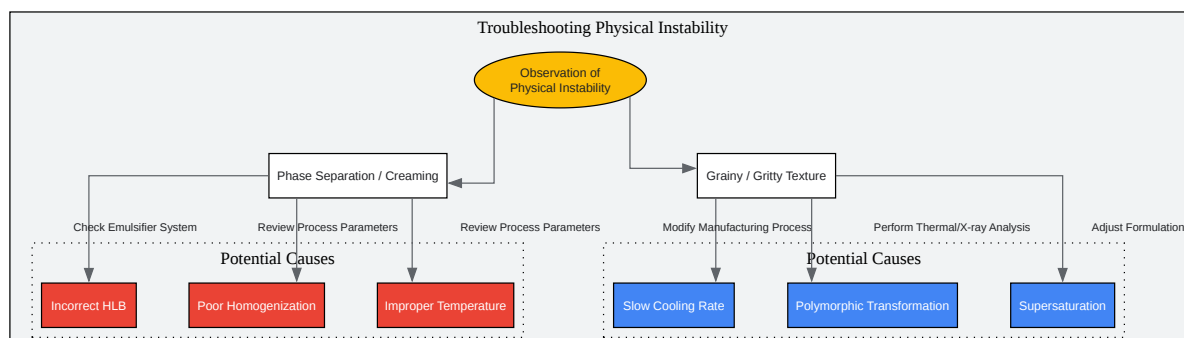 Troubleshooting Physical Instability
Observation of
Physical Instability
Phase Separation / Creaming
Grainy / Gritty Texture
Check Emulsifier System
Review Process Parameters
Review Process Parameters
Modify Manufacturing Process
Perform Thermal/X-ray Analysis
Adjust Formulation
Potential Causes
Potential Causes
Incorrect HLB
Poor Homogenization
Improper Temperature
Slow Cooling Rate
Polymorphic Transformation
Supersaturation